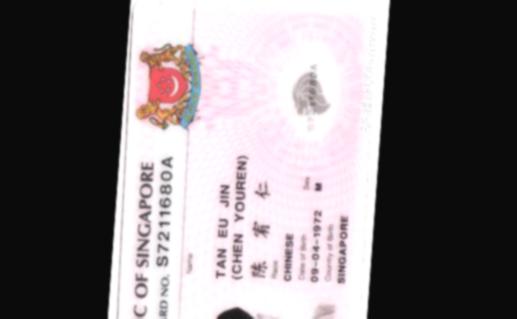 C OF SINGAPORE
RD NO. S7211680A
Name
TAN EU JIN
(CHEN YOUREN)
陈 宥 仁
Race
CHINESE
Date of Birth
Sex
09-04-1972
M
Country of Birth
SINGAPORE